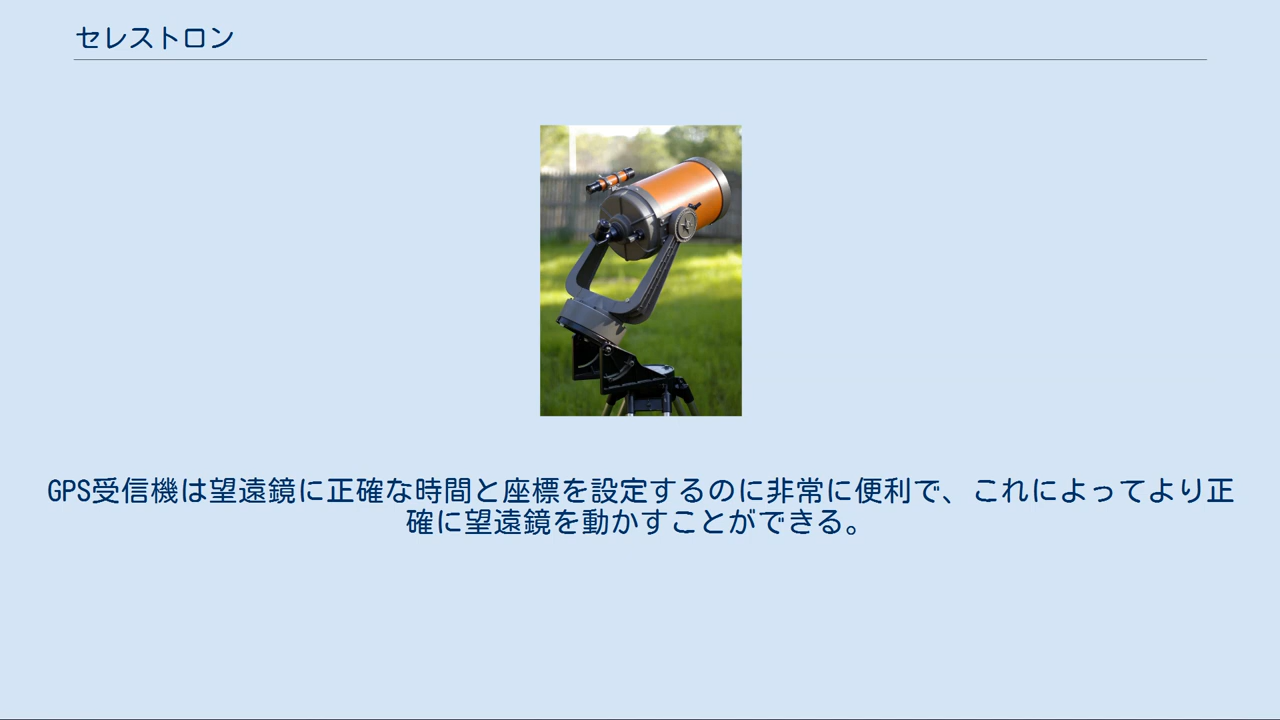 セレストロン
GPS受信機は望遠鏡に正確な時間と座標を設定するのに非常に便利で、これによってより正
確に望遠鏡を動かすことができる。